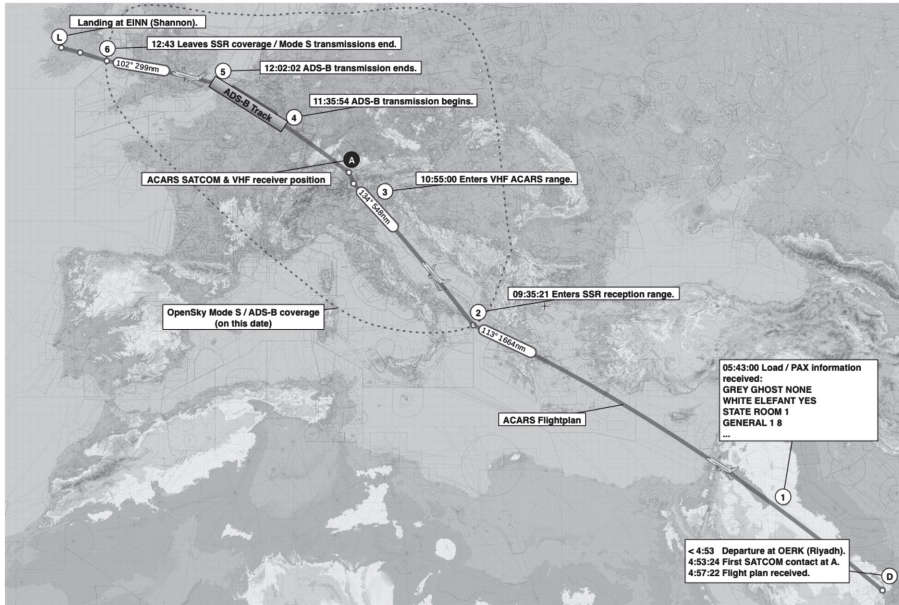 Landing at EINN (Shannon).
L
6
12:43 Leaves SSR coverage / Mode S transmissions end.
102° 299nm
5
12:02:02 ADS-B transmission ends.
ADS-B Track
11:35:54 ADS-B transmission begins.
4
A
ACARS SATCOM & VHF receiver position
10:55:00 Enters VHF ACARS range.
3
134° 548nm
09:35:21 Enters SSR reception range.
2
OpenSky Mode S / ADS-B coverage
(on this date)
113° 1664nm
05:43:00 Load / PAX information
received:
GREY GHOST NONE
WHITE ELEFANT YES
STATE ROOM 1
GENERAL 1 8
...
ACARS Flightplan
1
< 4:53 Departure at OERK (Riyadh).
4:53:24 First SATCOM contact at A.
4:57:22 Flight plan received.
D